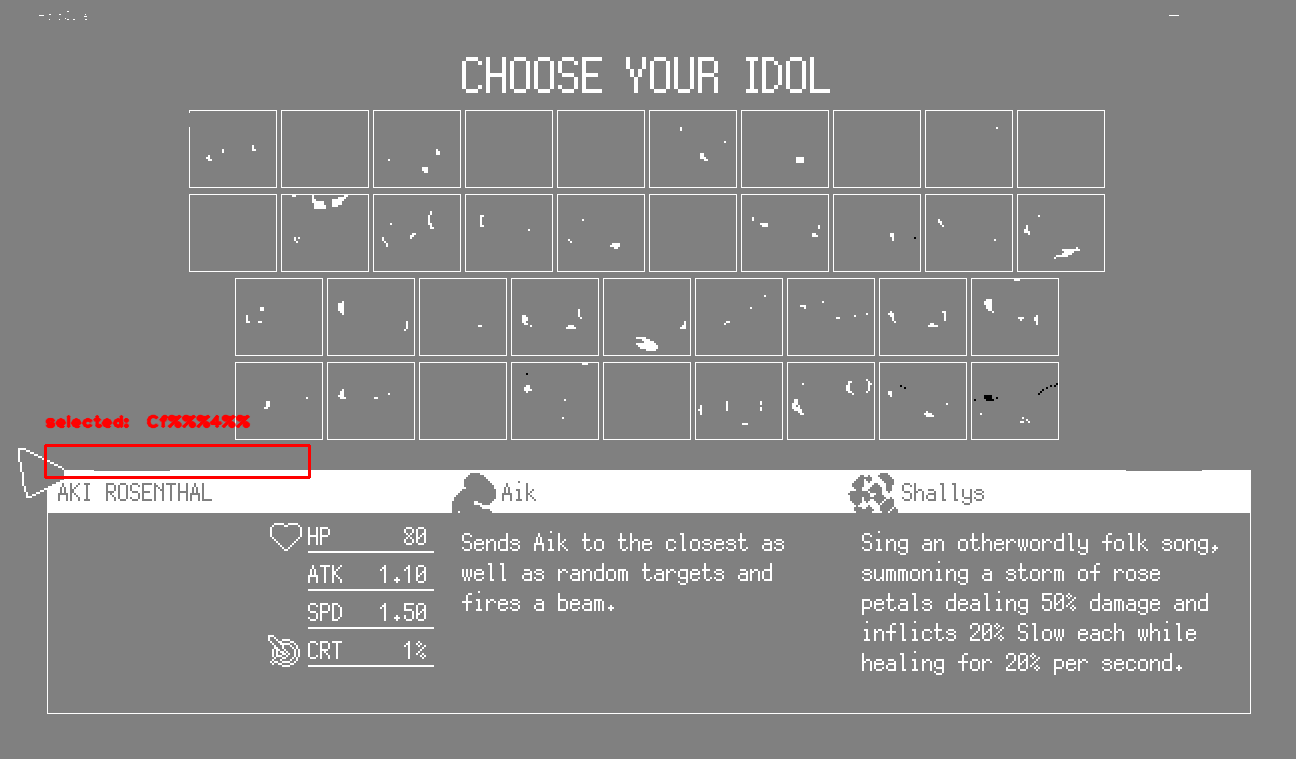 CHOOSE YOUR IDOL
selected: Cf%%%4%%
AKI ROSENTHAL
Aik
Shallys
HP 80
ATK 1.10
SPD 1.50
CRT 1%
Sends Aik to the closest as
well as random targets and
fires a beam.
Sing an otherwordly folk song,
summoning a storm of rose
petals dealing 50% damage and
inflicts 20% Slow each while
healing for 20% per second.